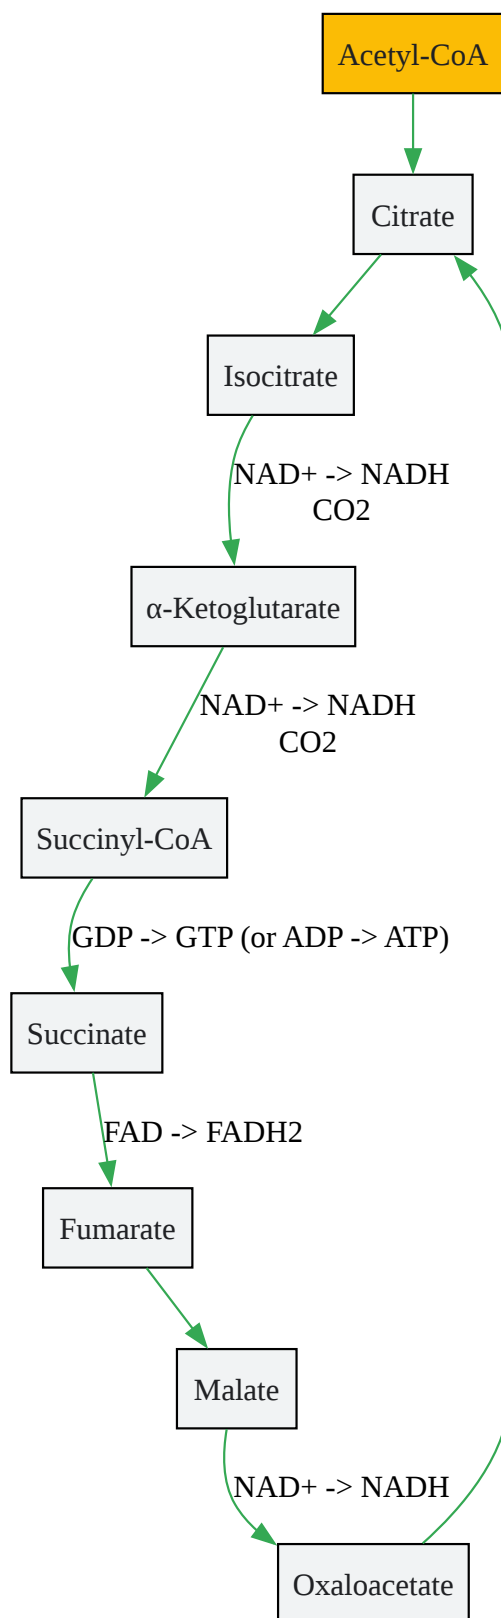 Acetyl-CoA
Citrate
Isocitrate
NAD+ -> NADH
CO2
α-Ketoglutarate
NAD+ -> NADH
CO2
Succinyl-CoA
GDP -> GTP (or ADP -> ATP)
Succinate
FAD -> FADH2
Fumarate
Malate
NAD+ -> NADH
Oxaloacetate